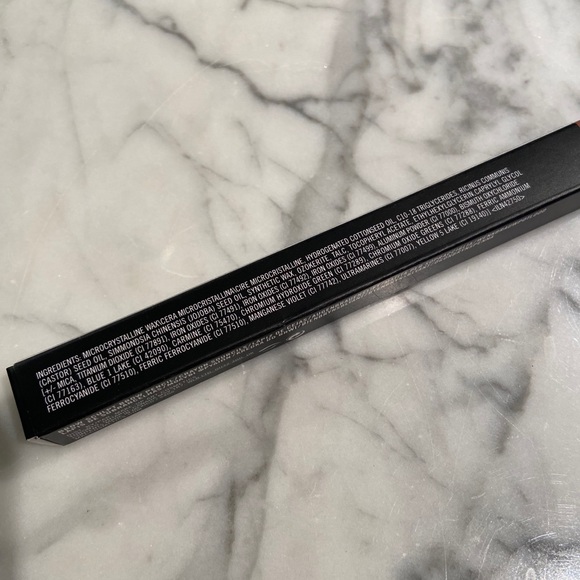 INGREDIENTS: MICROCRYSTALLINE WAX\CERA MICROCRISTALLINA\CIRE MICROCRISTALLINE, HYDROGENATED COTTONSEED OIL, C10-18 TRIGLYCERIDES, RICINUS COMMUNIS
(CASTOR) SEED OIL, SIMMONDSIA CHINENSIS (JOJOBA) SEED OIL, SYNTHETIC WAX, OZOKERITE, TALC, TOCOPHERYL ACETATE, ETHYLHEXYLGLYCERIN, CAPRYLYL GLYCOL
[+/- MICA, TITANIUM DIOXIDE (CI 77891), IRON OXIDES (CI 77491), IRON OXIDES (CI 77492), IRON OXIDES (CI 77499), ALUMINUM POWDER (CI 77000), BISMUTH OXYCHLORIDE
(CI 77163), BLUE 1 LAKE (CI 42090), CARMINE (CI 75470), CHROMIUM HYDROXIDE GREEN (CI 77289), CHROMIUM OXIDE GREENS (CI 77288), FERRIC AMMONIUM
FERROCYANIDE (CI 77510), FERRIC FERROCYANIDE (CI 77510), MANGANESE VIOLET (CI 77742), ULTRAMARINES (CI 77007), YELLOW 5 LAKE (CI 19140)] <ILN42750>